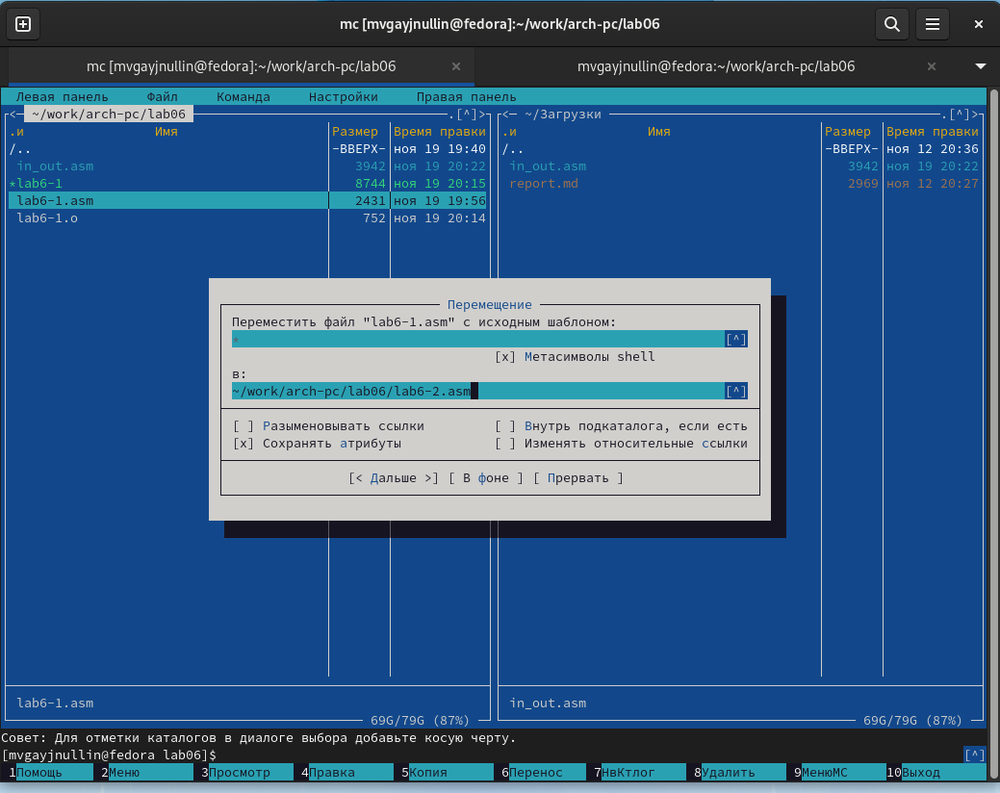 mc [mvgayjnullin@fedora]:~/work/arch-pc/lab06
mc [mvgayjnullin@fedora]:~/work/arch-pc/lab06 × mvgayjnullin@fedora:~/work/arch-pc/lab06 ×
Левая панель Файл Команда Настройки Правая панель
<─ ~/work/arch-pc/lab06 .[^]> <─ ~/Загрузки .[^]>
.и Имя Размер Время правки .и Имя Размер Время правки
/.. -ВВЕРХ- ноя 19 19:40 /.. -ВВЕРХ- ноя 12 20:36
in_out.asm 3942 ноя 19 20:22 in_out.asm 3942 ноя 19 20:22
*lab6-1 8744 ноя 19 20:15 report.md 2969 ноя 12 20:27
lab6-1.asm 2431 ноя 19 19:56
lab6-1.o 752 ноя 19 20:14
Перемещение
Переместить файл "lab6-1.asm" с исходным шаблоном:
* [^]
[x] Метасимволы shell
в:
~/work/arch-pc/lab06/lab6-2.asm [^]
[ ] Разыменовывать ссылки [ ] Внутрь подкаталога, если есть
[x] Сохранять атрибуты [ ] Изменять относительные ссылки
[< Дальше >] [ В фоне ] [ Прервать ]
lab6-1.asm in_out.asm
69G/79G (87%) 69G/79G (87%)
Совет: Для отметки каталогов в диалоге выбора добавьте косую черту.
[mvgayjnullin@fedora lab06]$ [^]
1Помощь 2Меню 3Просмотр 4Правка 5Копия 6Перенос 7НвКтлог 8Удалить 9МенюМС 10Выход